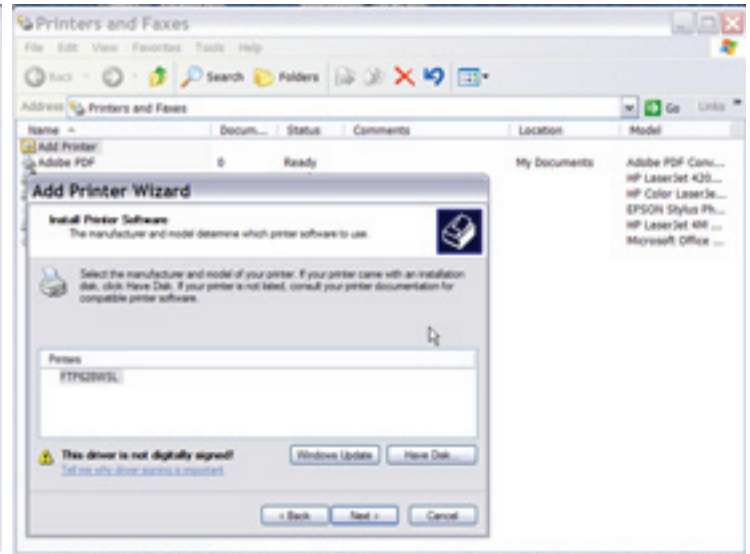 Printers and Faxes
File Edit View Favorites Tools Help
Back Search Folders
Address Printers and Faxes Go Links
Name Docum... Status Comments Location Model
Add Printer
Adobe PDF 0 Ready My Documents Adobe PDF Conv...
HP LaserJet 420...
HP Color LaserJe...
EPSON Stylus Ph...
HP LaserJet 4M ...
Microsoft Office ...
Add Printer Wizard
Install Printer Software
The manufacturer and model determine which printer software to use.
Select the manufacturer and model of your printer. If your printer came with an installation
disk, click Have Disk. If your printer is not listed, consult your printer documentation for
compatible printer software.
Printers
FTP628WSL
This driver is not digitally signed!
Windows Update Have Disk...
Tell me why driver signing is important
< Back Next > Cancel